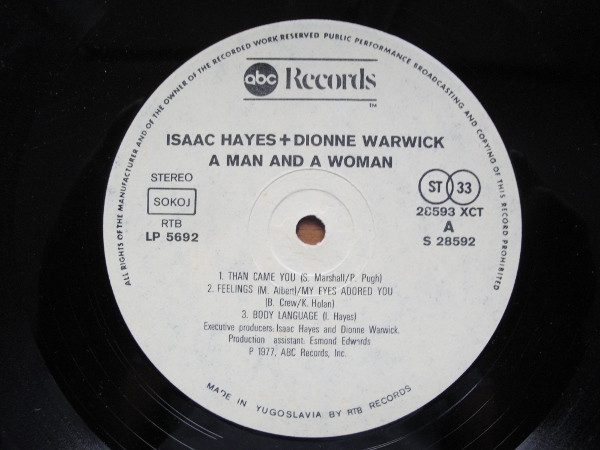 ALL RIGHTS OF THE MANUFACTURER AND OF THE OWNER OF THE RECORDED WORK RESERVED PUBLIC PERFORMANCE BROADCASTING AND COPYING OF THIS RECORD PROHIBITED
abc Records
TM
ISAAC HAYES + DIONNE WARWICK
A MAN AND A WOMAN
STEREO
SOKOJ
RTB
LP 5692
ST 33
28593 XCT
A
S 28592
1. THAN CAME YOU (S. Marshall/P. Pugh)
2. FEELINGS (M. Albert)/MY EYES ADORED YOU
(B. Crew/K. Holan)
3. BODY LANGUAGE (I. Hayes)
Executive producers: Isaac Hayes and Dionne Warwick.
Production assistant: Esmond Edwards
P 1977, ABC Records, Inc.
MADE IN YUGOSLAVIA BY RTB RECORDS